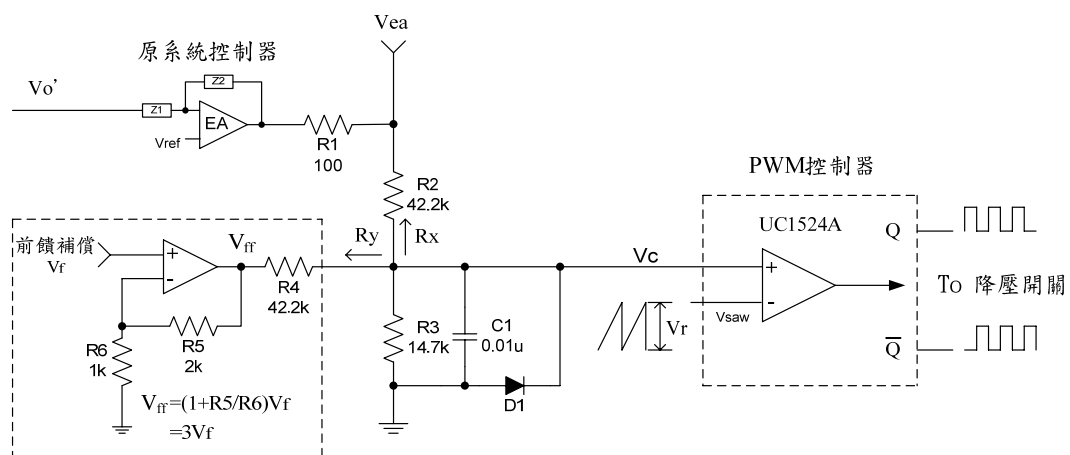 Vea
原系統控制器
Vo’
Z1
Z2
EA
Vref
R1
100
R2
42.2k
PWM控制器
UC1524A
前饋補償
Vf
+
-
Vff
Ry
Rx
R4
42.2k
Vc
+
-
Q
TO 降壓開關
R5
2k
R6
1k
R3
14.7k
C1
0.01u
Vsaw
Vr
Q
D1
Vff=(1+R5/R6)Vf
=3Vf